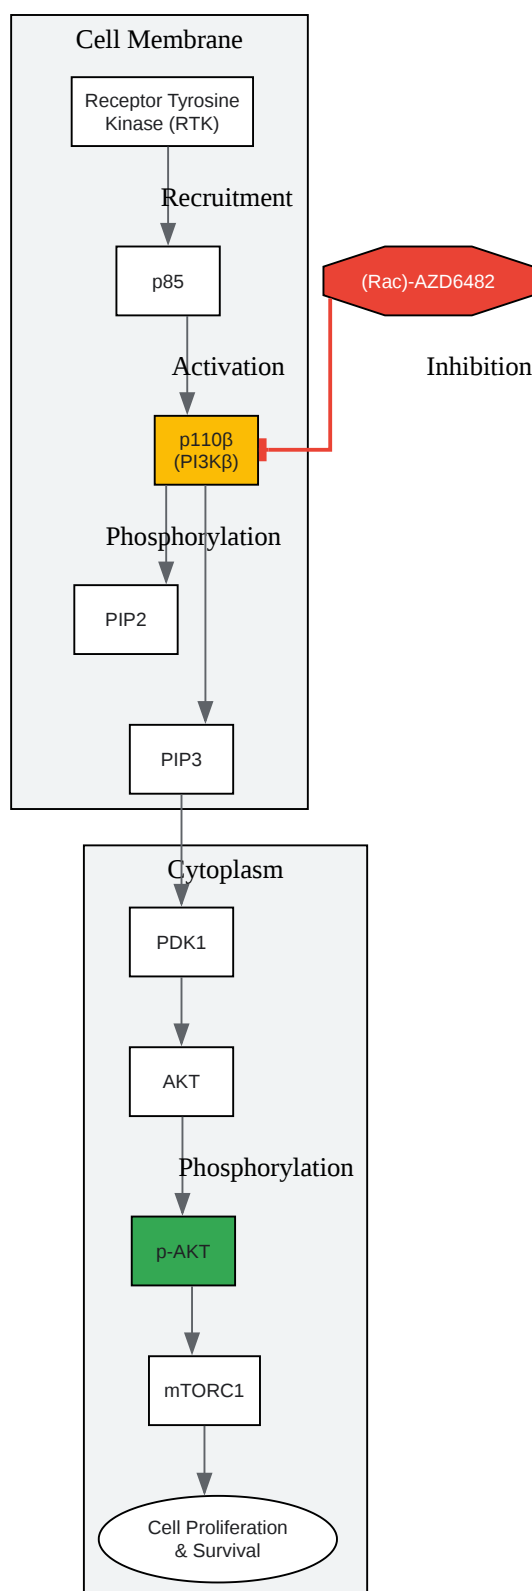 Cell Membrane
Receptor Tyrosine
Kinase (RTK)
Recruitment
p85
(Rac)-AZD6482
Activation
Inhibition
p110β
(PI3Kβ)
Phosphorylation
PIP2
PIP3
Cytoplasm
PDK1
AKT
Phosphorylation
p-AKT
mTORC1
Cell Proliferation
& Survival